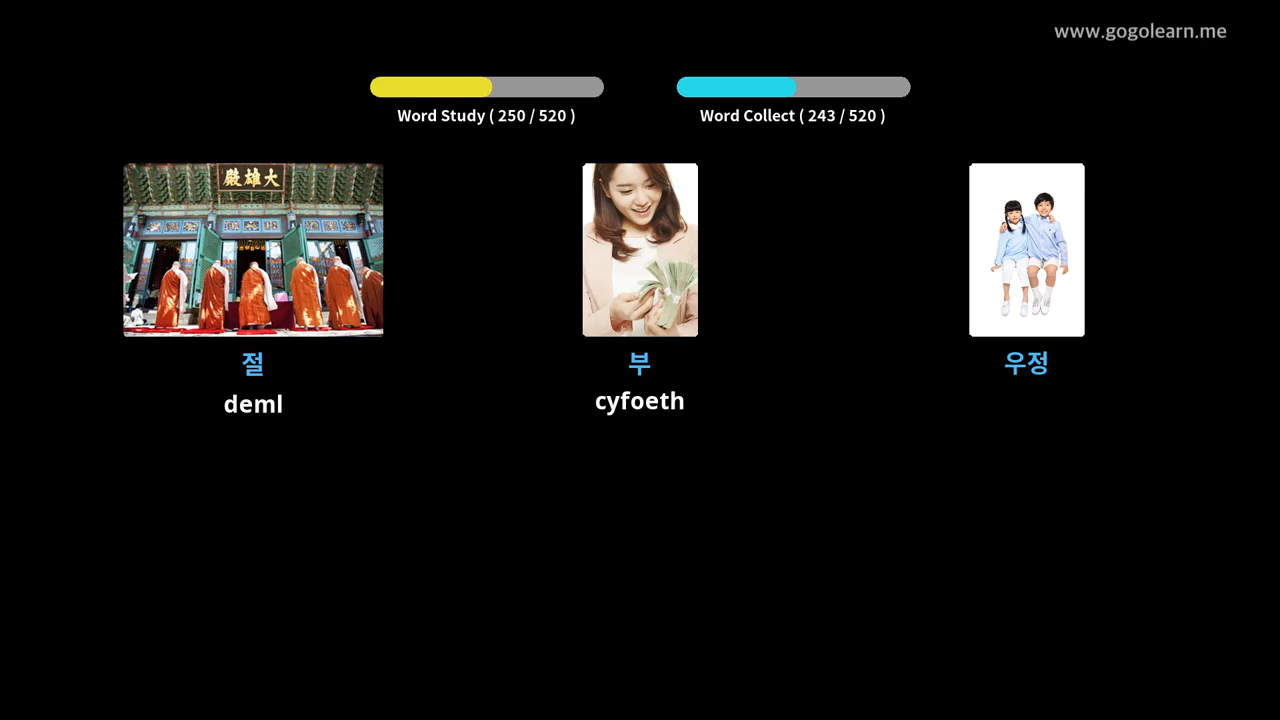 www.gogolearn.me
Word Study ( 250 / 520 )
Word Collect ( 243 / 520 )
殿雄大
절
부
우정
deml
cyfoeth